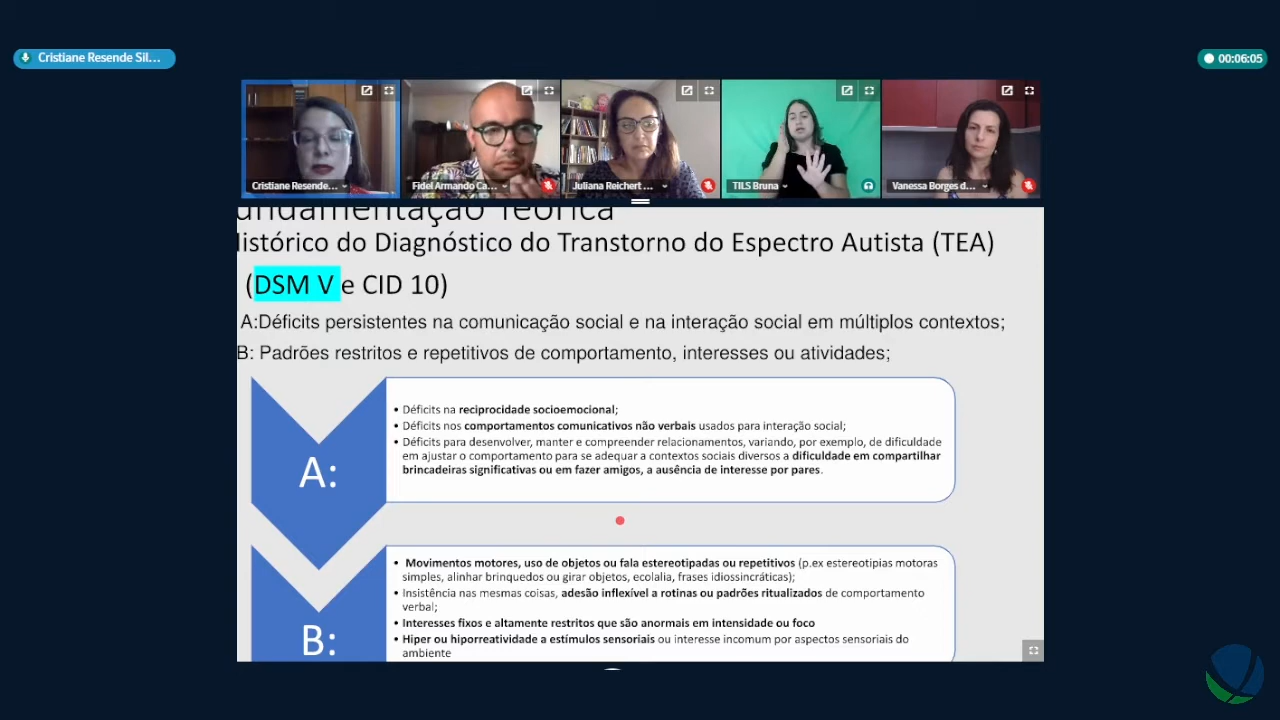 Cristiane Resende Sil...
00:06:05
Cristiane Resende...
Fidel Armando Ca...
Juliana Reichert ...
TILS Bruna
Vanessa Borges d...
undamentação Teórica
istórico do Diagnóstico do Transtorno do Espectro Autista (TEA)
(DSM V e CID 10)
A:Déficits persistentes na comunicação social e na interação social em múltiplos contextos;
B: Padrões restritos e repetitivos de comportamento, interesses ou atividades;
A:
• Déficits na reciprocidade socioemocional;
• Déficits nos comportamentos comunicativos não verbais usados para interação social;
• Déficits para desenvolver, manter e compreender relacionamentos, variando, por exemplo, de dificuldade
em ajustar o comportamento para se adequar a contextos sociais diversos a dificuldade em compartilhar
brincadeiras significativas ou em fazer amigos, a ausência de interesse por pares.
B:
• Movimentos motores, uso de objetos ou fala estereotipadas ou repetitivos (p.ex estereotipias motoras
simples, alinhar brinquedos ou girar objetos, ecolalia, frases idiossincráticas);
• Insistência nas mesmas coisas, adesão inflexível a rotinas ou padrões ritualizados de comportamento
verbal;
• Interesses fixos e altamente restritos que são anormais em intensidade ou foco
• Hiper ou hiporreatividade a estímulos sensoriais ou interesse incomum por aspectos sensoriais do
ambiente